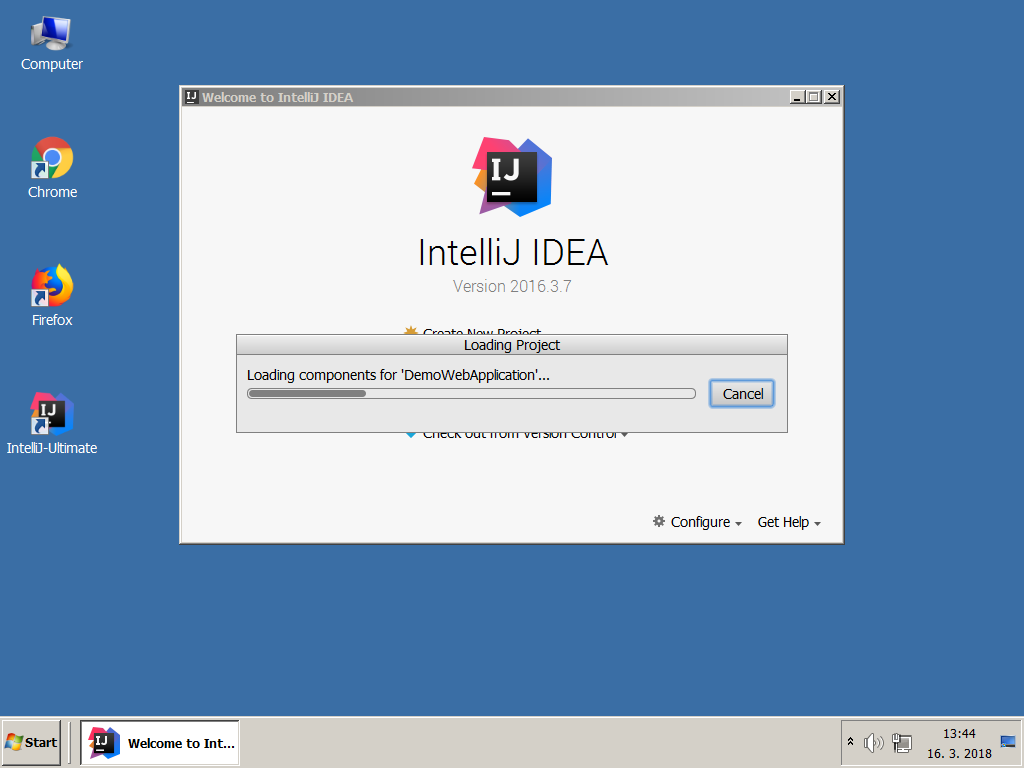 Computer
Chrome
Firefox
IntelliJ-Ultimate
IJ Welcome to IntelliJ IDEA
IJ
IntelliJ IDEA
Version 2016.3.7
Create New Project
Loading Project
Loading components for 'DemoWebApplication'...
Cancel
Check out from Version Control
Configure Get Help
Start
IJ Welcome to Int...
13:44
16. 3. 2018